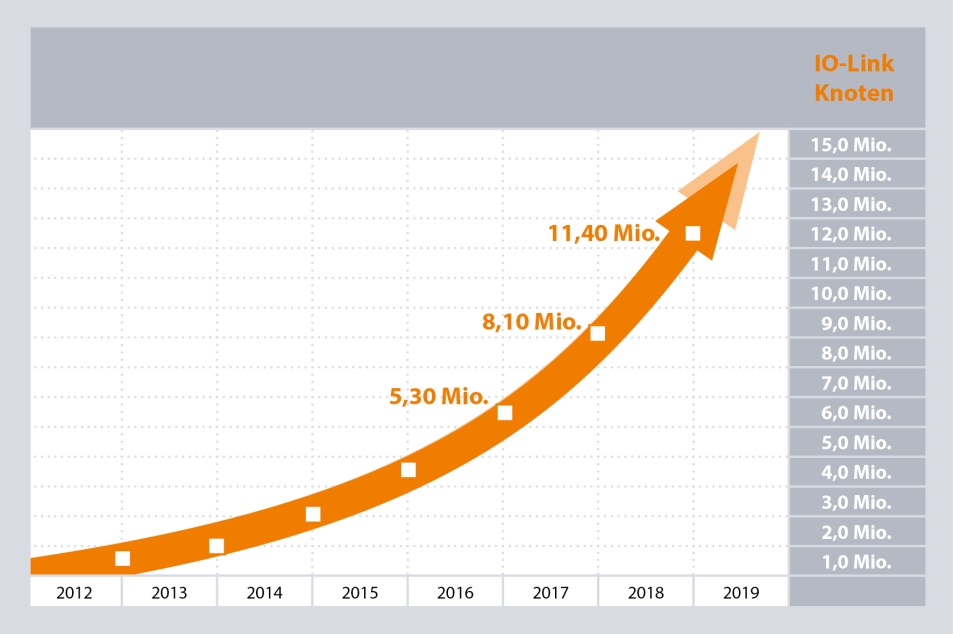 IO-Link
Knoten
15,0 Mio.
14,0 Mio.
13,0 Mio.
11,40 Mio.
12,0 Mio.
11,0 Mio.
10,0 Mio.
8,10 Mio.
9,0 Mio.
8,0 Mio.
7,0 Mio.
5,30 Mio.
6,0 Mio.
5,0 Mio.
4,0 Mio.
3,0 Mio.
2,0 Mio.
1,0 Mio.
2012 2013 2014 2015 2016 2017 2018 2019